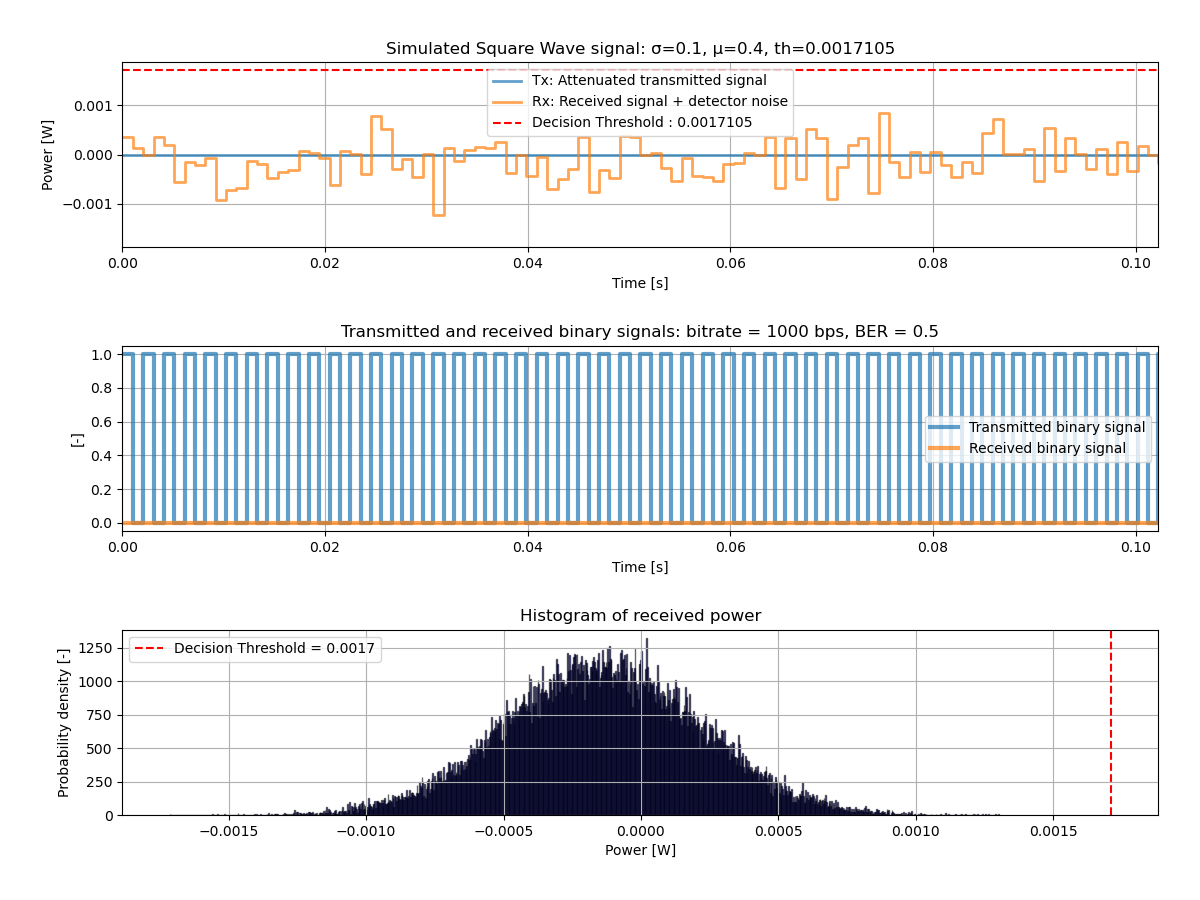 Simulated Square Wave signal: σ=0.1, μ=0.4, th=0.0017105
Tx: Attenuated transmitted signal
Rx: Received signal + detector noise
Decision Threshold : 0.0017105
Power [W]
0.001
0.000
−0.001
0.00 0.02 0.04 0.06 0.08 0.10
Time [s]
Transmitted and received binary signals: bitrate = 1000 bps, BER = 0.5
[-]
1.0
0.8
0.6
0.4
0.2
0.0
Transmitted binary signal
Received binary signal
0.00 0.02 0.04 0.06 0.08 0.10
Time [s]
Histogram of received power
Decision Threshold = 0.0017
Probability density [-]
1250
1000
750
500
250
0
−0.0015 −0.0010 −0.0005 0.0000 0.0005 0.0010 0.0015
Power [W]